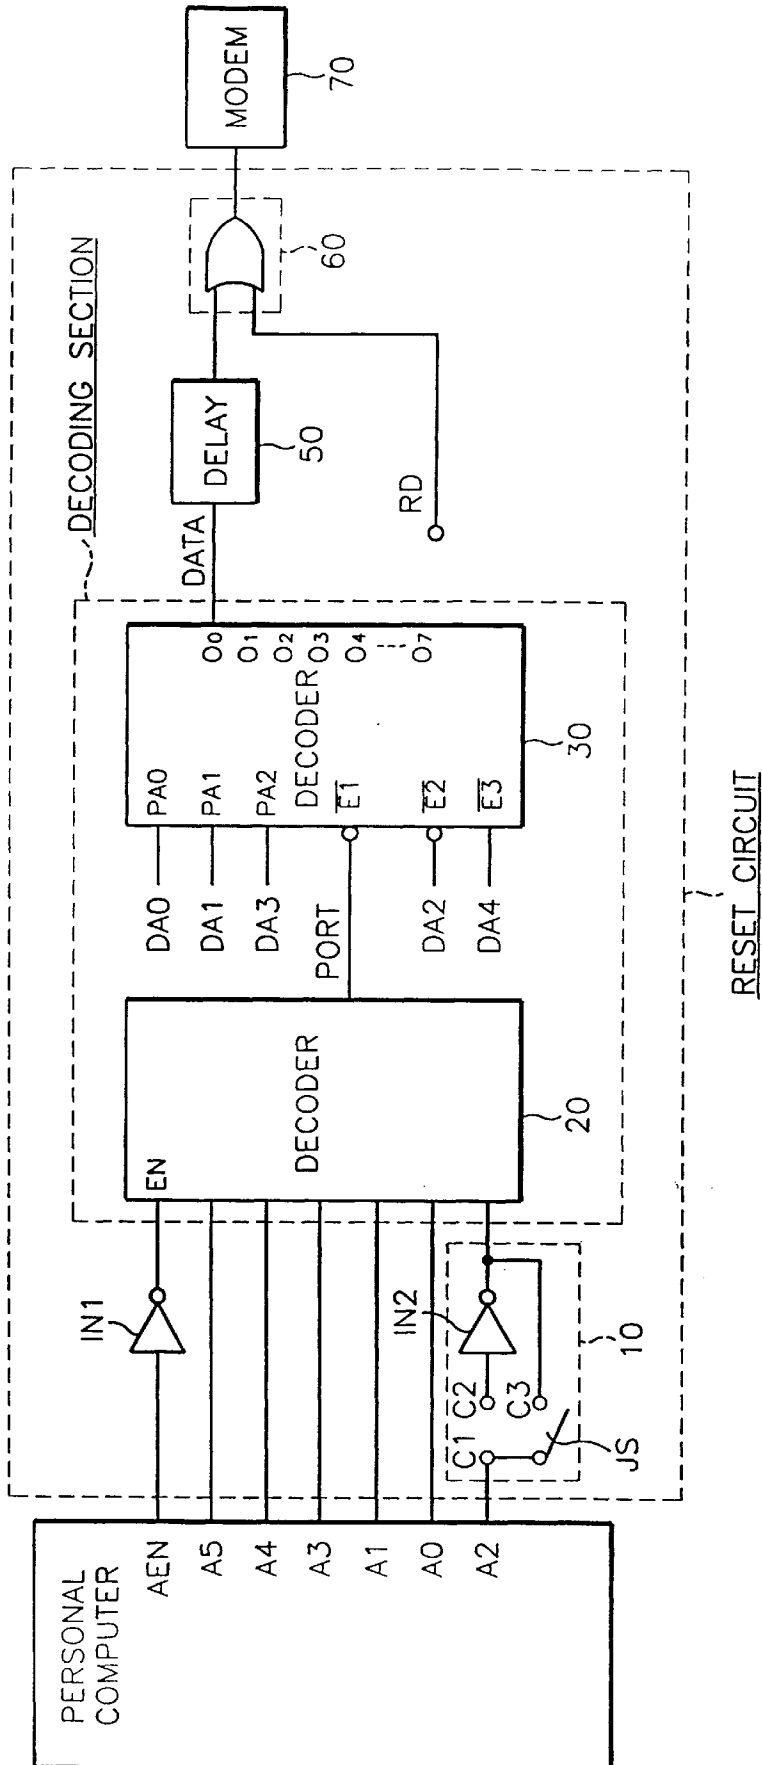 PERSONAL
COMPUTER
AEN
A5
A4
A3
A1
A0
A2
IN1
IN2
C1
C2
C3
JS
10
EN
DECODER
20
PORT
DA0
DA1
DA3
DA2
DA4
PA0
PA1
PA2
E1
E2
E3
DECODER
O0
O1
O2
O3
O4
O7
30
DECODING SECTION
DATA
DELAY
50
RD
60
MODEM
70
RESET CIRCUIT